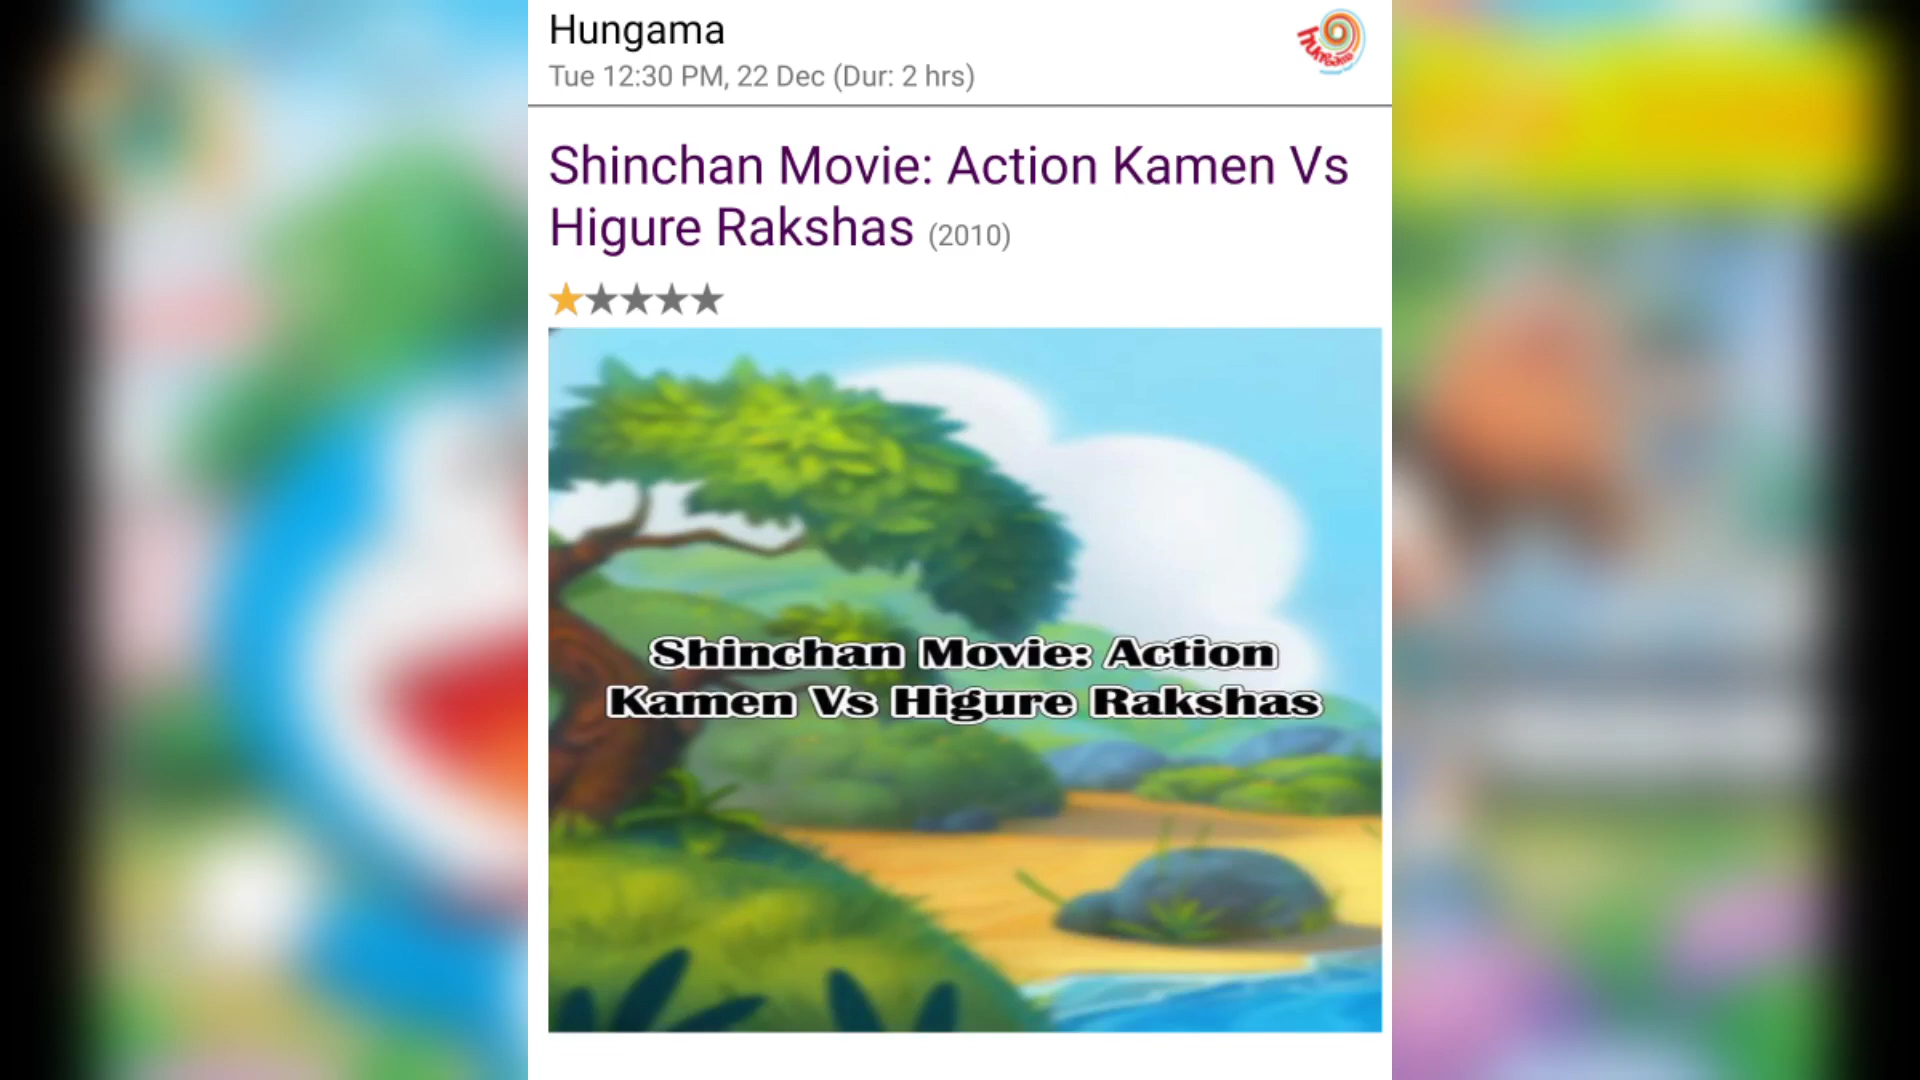 Hungama
Tue 12:30 PM, 22 Dec (Dur: 2 hrs)
hungama
Shinchan Movie: Action Kamen Vs
Higure Rakshas (2010)
Shinchan Movie: Action
Kamen Vs Higure Rakshas